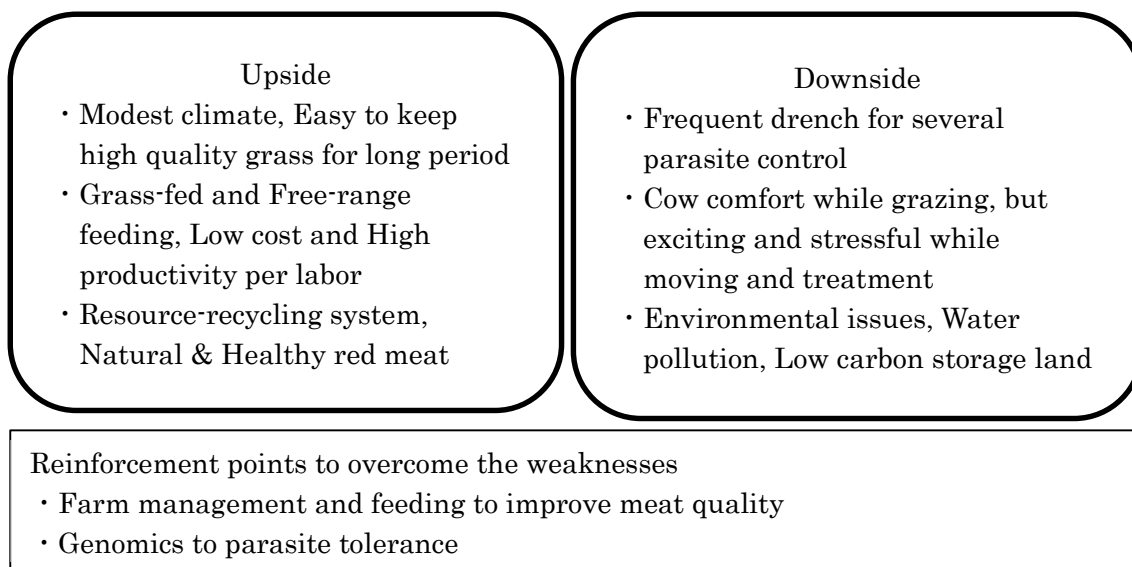 Upside
・Modest climate, Easy to keep
high quality grass for long period
・Grass-fed and Free-range
feeding, Low cost and High
productivity per labor
・Resource-recycling system,
Natural & Healthy red meat
Downside
・Frequent drench for several
parasite control
・Cow comfort while grazing, but
exciting and stressful while
moving and treatment
・Environmental issues, Water
pollution, Low carbon storage land
Reinforcement points to overcome the weaknesses
・Farm management and feeding to improve meat quality
・Genomics to parasite tolerance